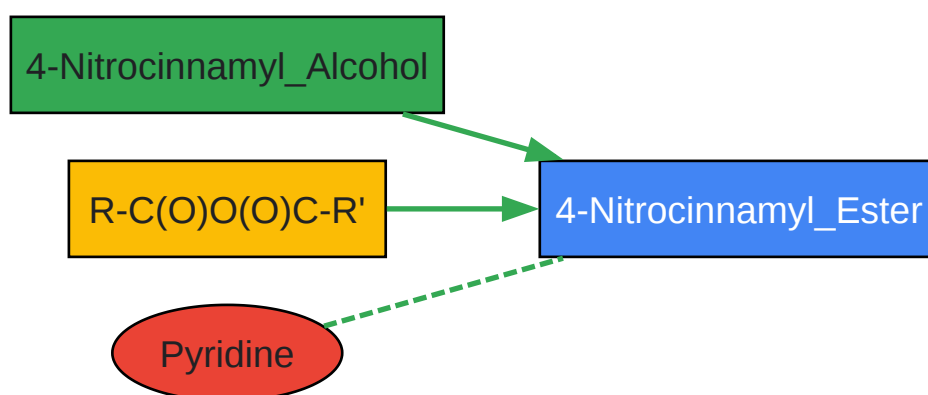 4-Nitrocinnamyl_Alcohol
R-C(O)O(O)C-R'
4-Nitrocinnamyl_Ester
Pyridine